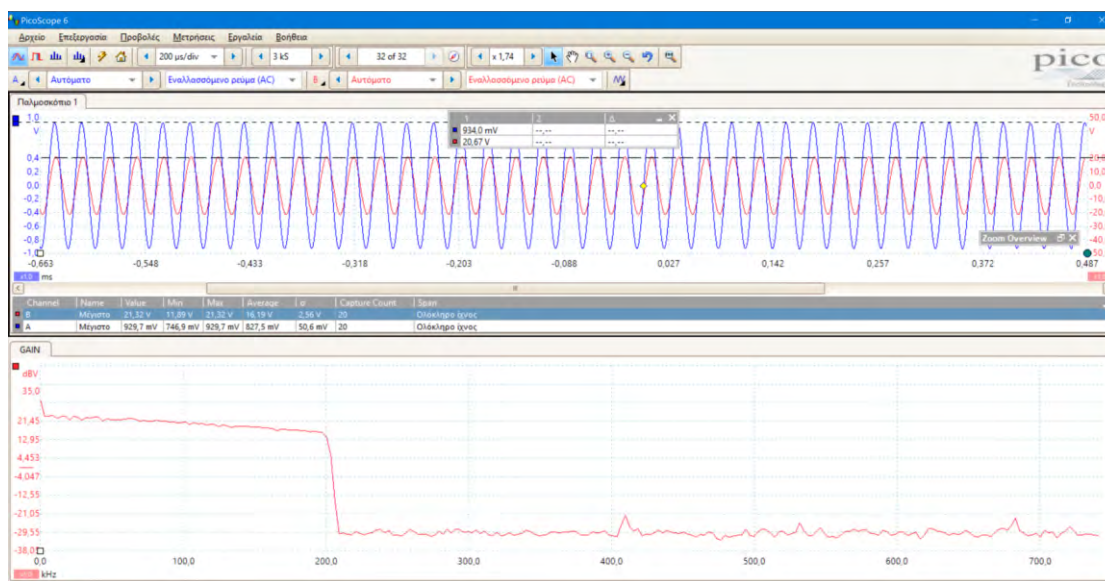 PicoScope 6
Αρχείο Επεξεργασία Προβολές Μετρήσεις Εργαλεία Βοήθεια
200 μs/div 3 kS 32 of 32 x 1,74
pico
A Αυτόματο Εναλλασσόμενο ρεύμα (AC) B Αυτόματο Εναλλασσόμενο ρεύμα (AC)
Παλμοσκόπιο 1
1 2 Δ
934,0 mV --,-- --,--
20,67 V --,-- --,--
1,0
V
0,4
0,2
0,0
-0,2
-0,4
-0,6
-0,8
-1,0
50,0
V
20,0
10,0
0,0
-10,
-20,
-30,
-40,
-50,
Zoom Overview
-0,663 -0,548 -0,433 -0,318 -0,203 -0,088 0,027 0,142 0,257 0,372 0,487
x1,0 ms
Channel Name Value Min Max Average σ Capture Count Span
B Μέγιστο 21,32 V 11,89 V 21,32 V 16,19 V 2,56 V 20 Ολόκληρο ίχνος
A Μέγιστο 929,7 mV 746,9 mV 929,7 mV 827,5 mV 50,6 mV 20 Ολόκληρο ίχνος
GAIN
dBV
35,0
21,45
12,95
4,453
-4,047
-12,55
-21,05
-29,55
-38,05
0,0 100,0 200,0 300,0 400,0 500,0 600,0 700,0
x1,0 kHz